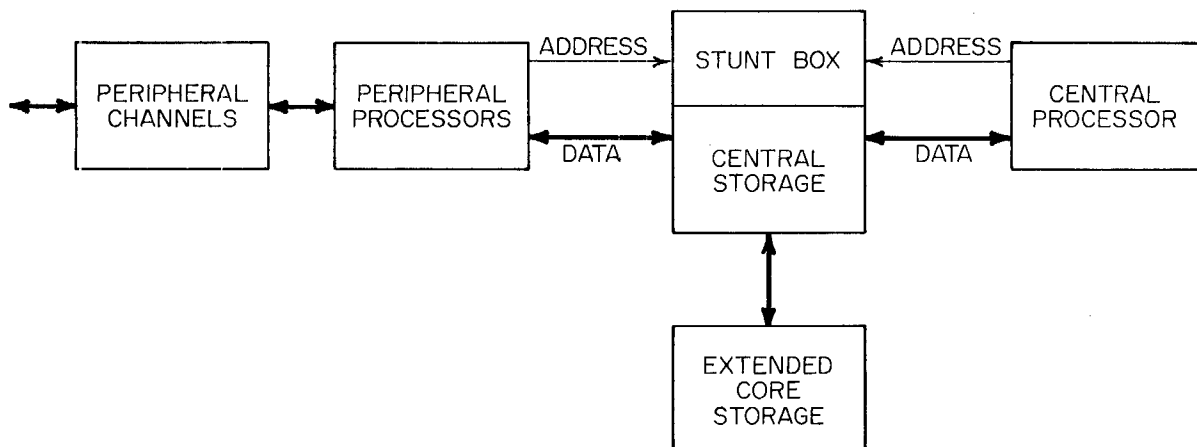 PERIPHERAL
CHANNELS
PERIPHERAL
PROCESSORS
ADDRESS
DATA
STUNT BOX
CENTRAL
STORAGE
ADDRESS
DATA
CENTRAL
PROCESSOR
EXTENDED
CORE
STORAGE